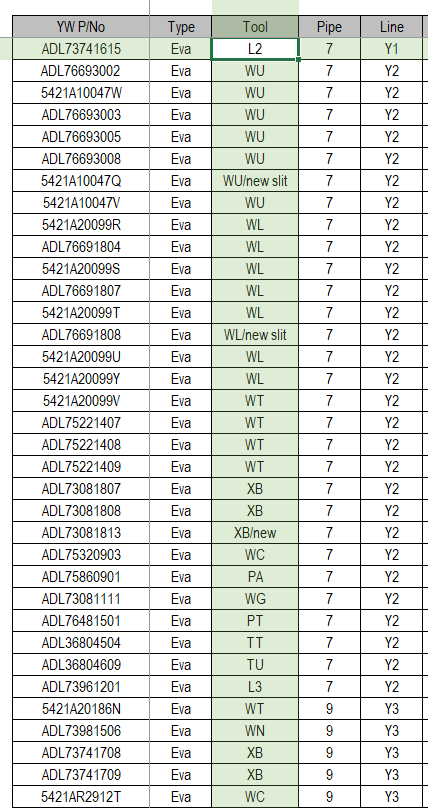 YW P/No Type Tool Pipe Line
ADL73741615 Eva L2 7 Y1
ADL76693002 Eva WU 7 Y2
5421A10047W Eva WU 7 Y2
ADL76693003 Eva WU 7 Y2
ADL76693005 Eva WU 7 Y2
ADL76693008 Eva WU 7 Y2
5421A10047Q Eva WU/new slit 7 Y2
5421A10047V Eva WU 7 Y2
5421A20099R Eva WL 7 Y2
ADL76691804 Eva WL 7 Y2
5421A20099S Eva WL 7 Y2
ADL76691807 Eva WL 7 Y2
5421A20099T Eva WL 7 Y2
ADL76691808 Eva WL/new slit 7 Y2
5421A20099U Eva WL 7 Y2
5421A20099Y Eva WL 7 Y2
5421A20099V Eva WT 7 Y2
ADL75221407 Eva WT 7 Y2
ADL75221408 Eva WT 7 Y2
ADL75221409 Eva WT 7 Y2
ADL73081807 Eva XB 7 Y2
ADL73081808 Eva XB 7 Y2
ADL73081813 Eva XB/new 7 Y2
ADL75320903 Eva WC 7 Y2
ADL75860901 Eva PA 7 Y2
ADL73081111 Eva WG 7 Y2
ADL76481501 Eva PT 7 Y2
ADL36804504 Eva TT 7 Y2
ADL36804609 Eva TU 7 Y2
ADL73961201 Eva L3 7 Y2
5421A20186N Eva WT 9 Y3
ADL73981506 Eva WN 9 Y3
ADL73741708 Eva XB 9 Y3
ADL73741709 Eva XB 9 Y3
5421AR2912T Eva WC 9 Y3